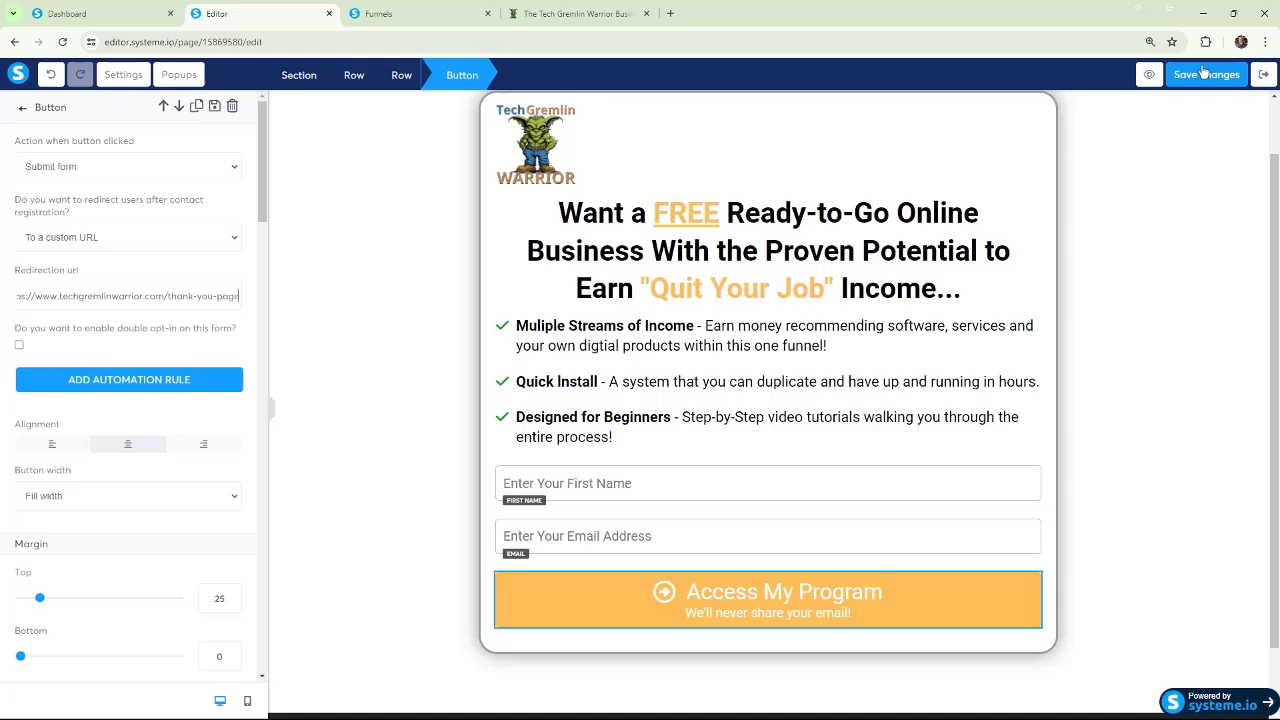 Dashboard
Editor
Funnels
The Tech Gremlin Warrior Busi
editor.systeme.io/page/15869580/edit
S
Settings
Popups
Section
Row
Row
Button
Save Changes
Button
Action when button clicked
Submit form
Do you want to redirect users after contact
registration?
To a custom URL
Redirection url
ps://www.techgremlinwarrior.com/thank-you-page
Do you want to enable double opt-in on this form?
ADD AUTOMATION RULE
Alignment
Button width
Fill width
Margin
Top
25
Bottom
0
TechGremlin
WARRIOR
Want a FREE Ready-to-Go Online
Business With the Proven Potential to
Earn "Quit Your Job" Income...
Muliple Streams of Income - Earn money recommending software, services and
your own digtial products within this one funnel!
Quick Install - A system that you can duplicate and have up and running in hours.
Designed for Beginners - Step-by-Step video tutorials walking you through the
entire process!
Enter Your First Name
FIRST NAME
Enter Your Email Address
EMAIL
Access My Program
We'll never share your email!
Powered by
systeme.io